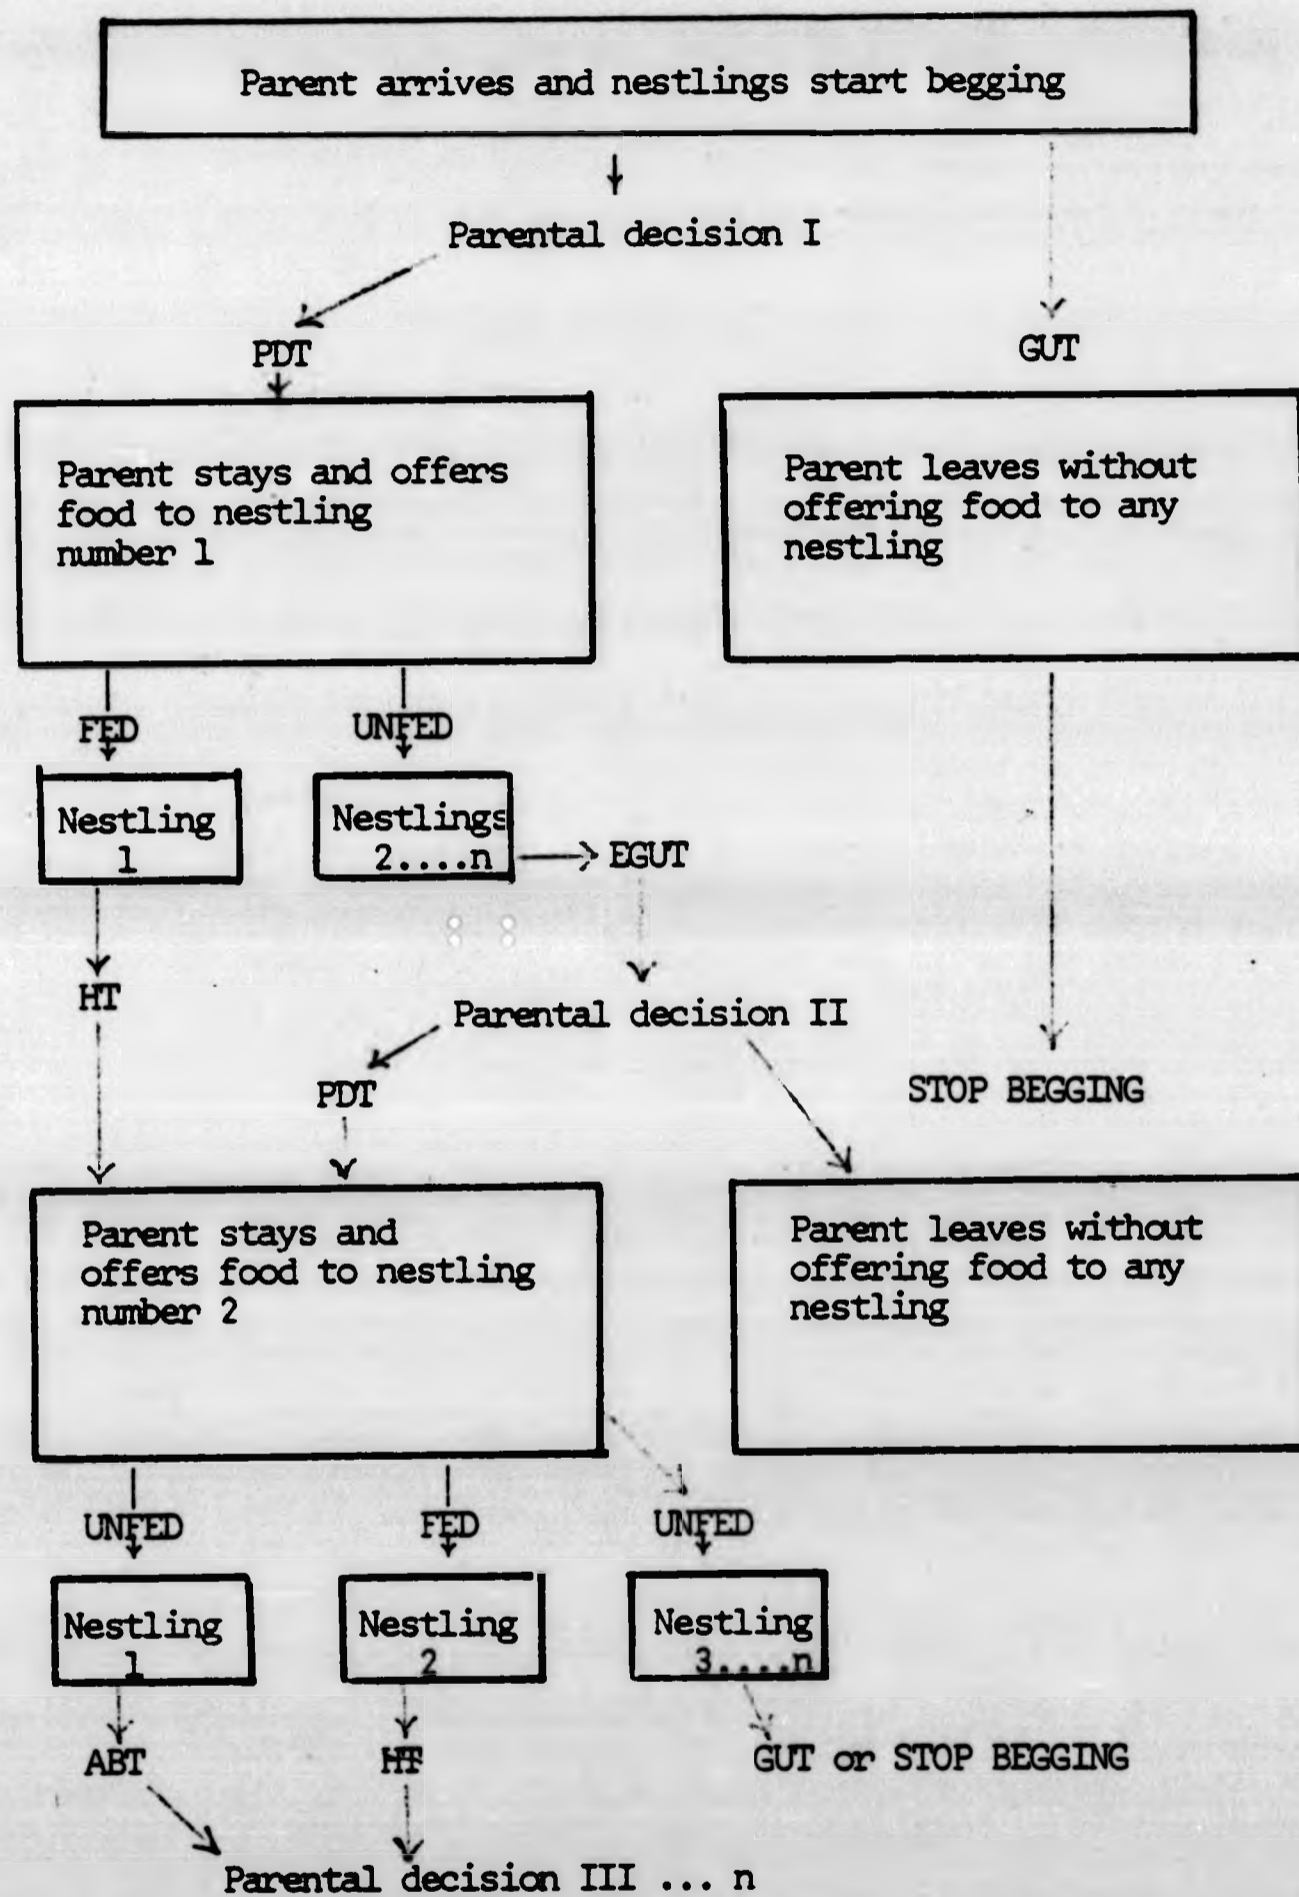 Parent arrives and nestlings start begging
Parental decision I
PDT
GUT
Parent stays and offers
food to nestling
number 1
Parent leaves without
offering food to any
nestling
FED
UNFED
Nestling
1
Nestlings
2....n
EGUT
HT
Parental decision II
PDT
STOP BEGGING
Parent stays and
offers food to nestling
number 2
Parent leaves without
offering food to any
nestling
UNFED
FED
UNFED
Nestling
1
Nestling
2
Nestling
3....n
ABT
HT
GUT or STOP BEGGING
Parental decision III ... n